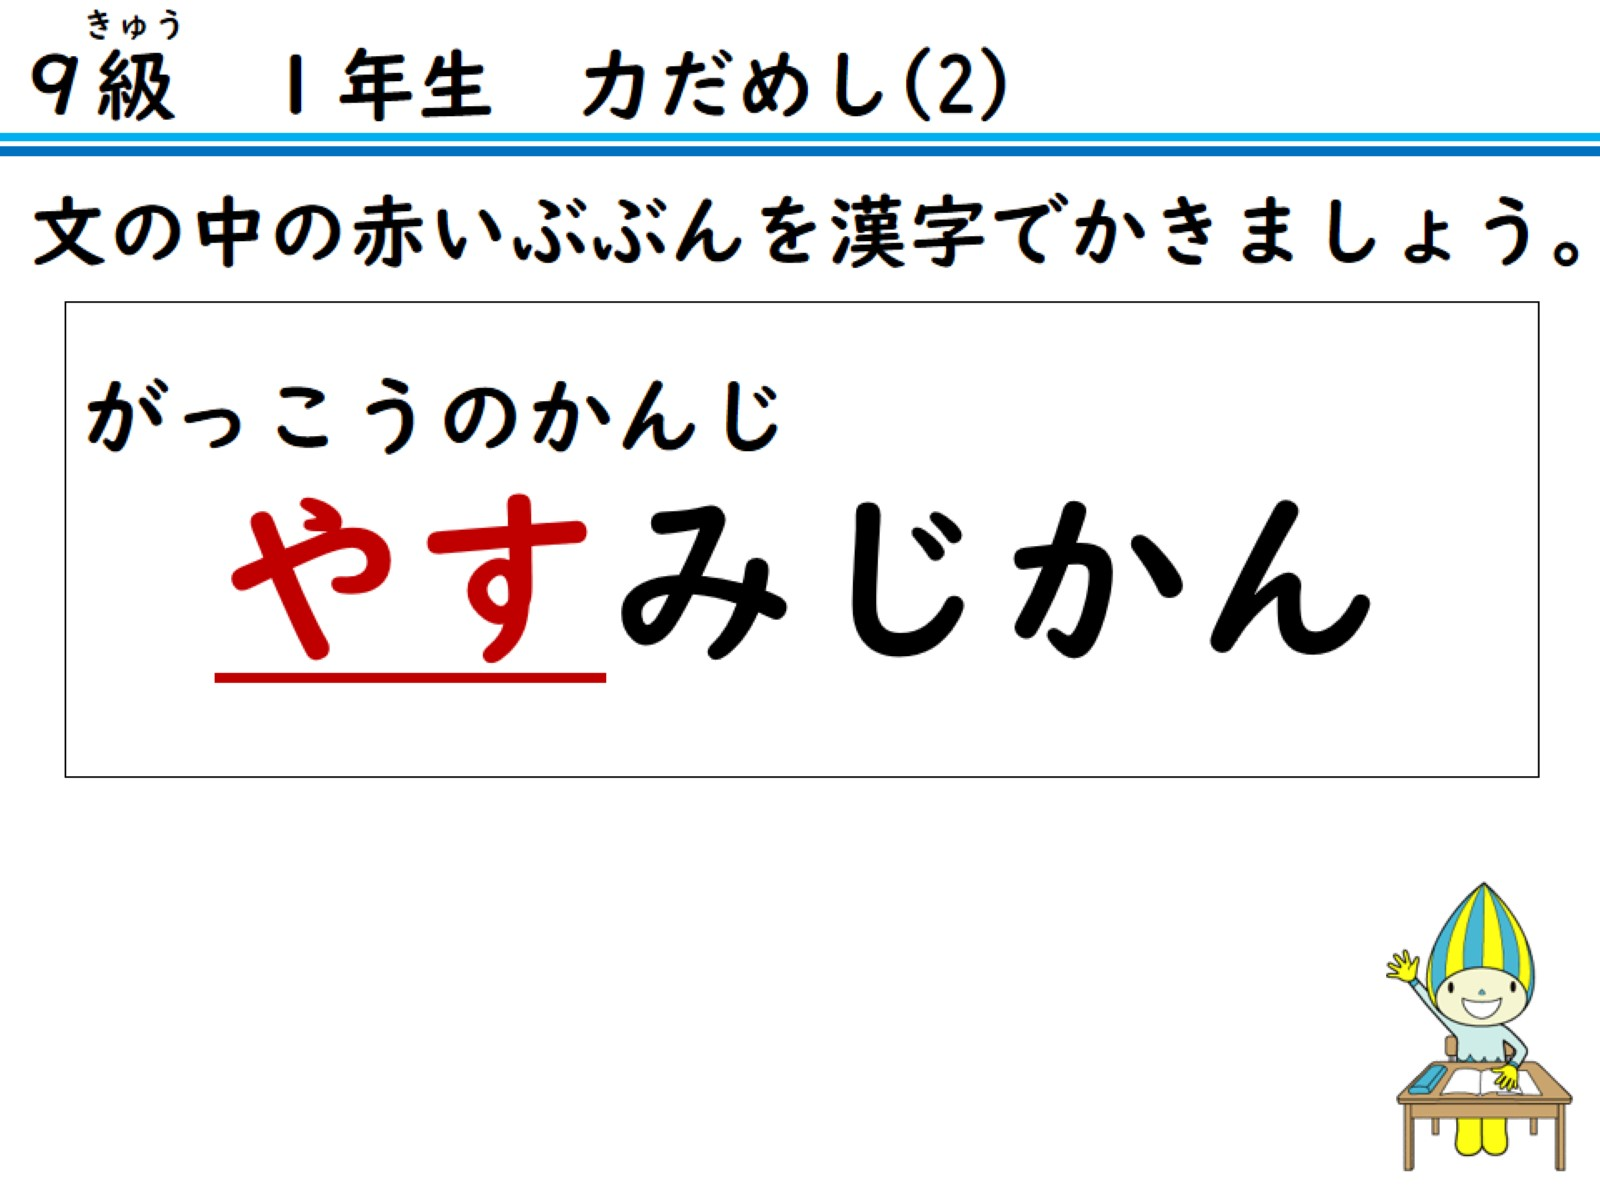 きゅう
９級　１年生　力だめし(2)
文の中の赤いぶぶんを漢字でかきましょう。
がっこうのかんじ
やすみじかん